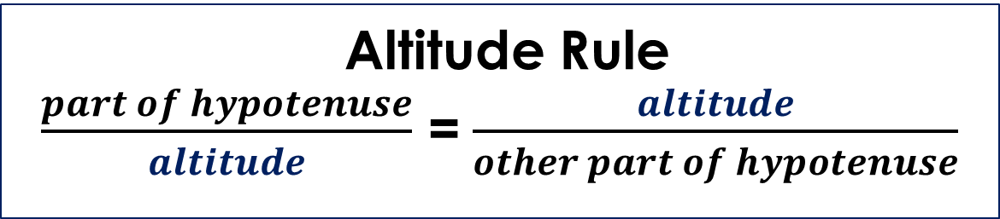 Altitude Rule
part of hypotenuse / altitude = altitude / other part of hypotenuse